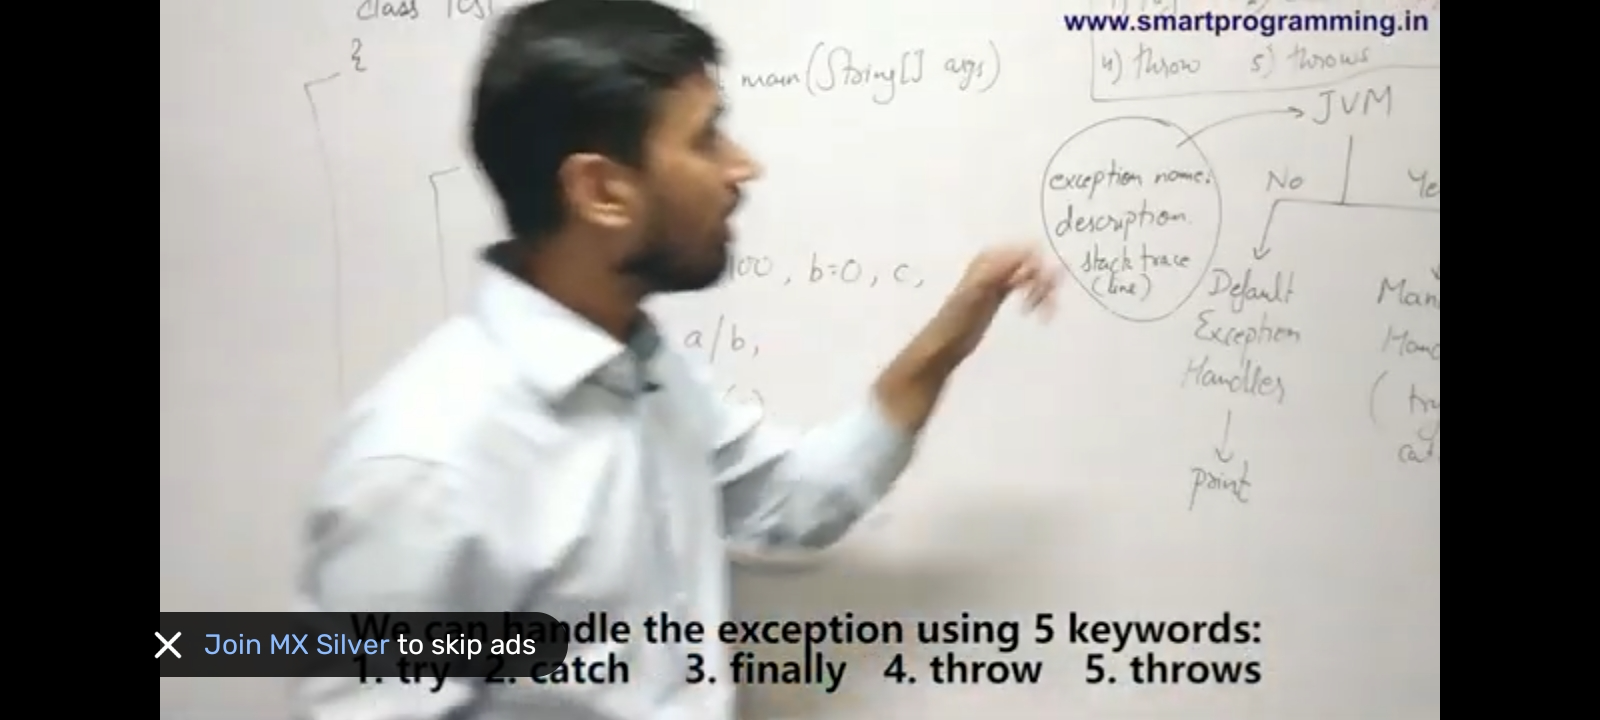 class Test
www.smartprogramming.in
{
main(String[] args)
4) throw 5) throws
JVM
exception name.
description.
stack trace
(line)
No
100, b=0, c,
a/b,
Default
Exception
Handler
print
Join MX Silver to skip ads
We can handle the exception using 5 keywords:
1. try 2. catch 3. finally 4. throw 5. throws